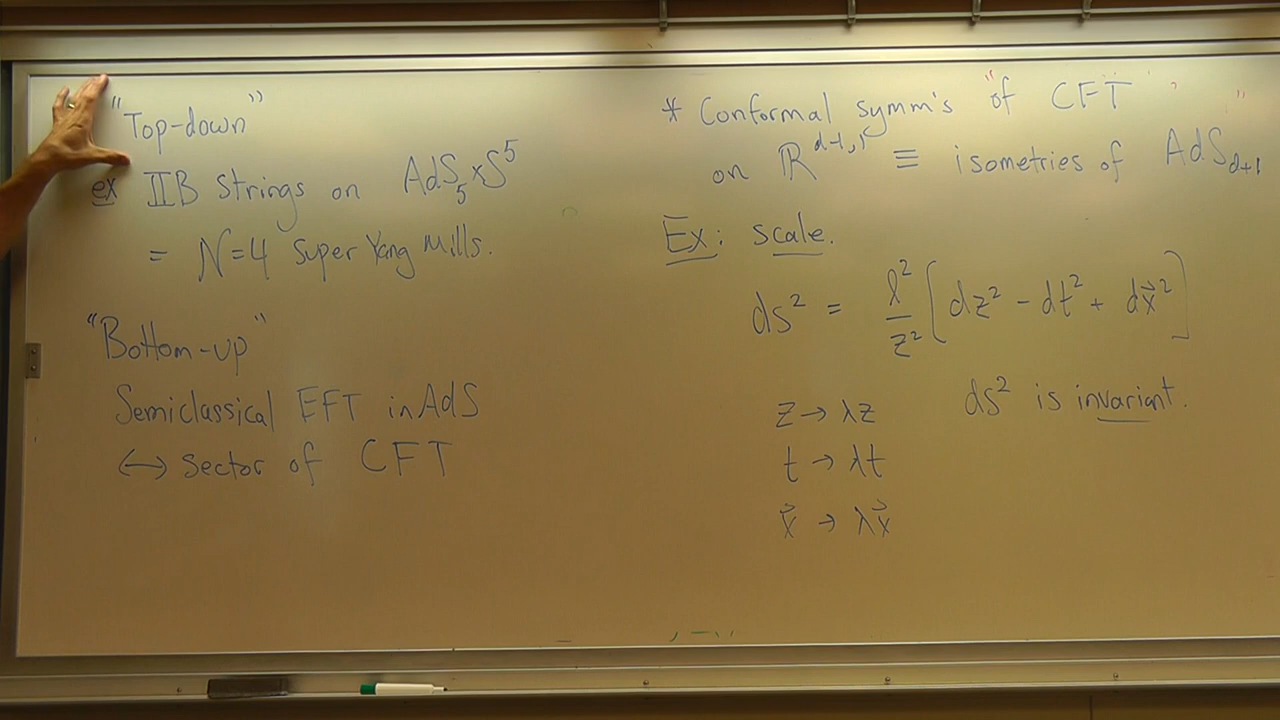 "Top-down"
ex IIB Strings on AdS₅×S⁵
= N=4 Super Yang Mills.
"Bottom-up"
Semiclassical EFT in AdS
↔ sector of CFT
* Conformal symm's of CFT
on ℝ^{d-1,1} ≡ isometries of AdS_{d+1}
Ex: scale.
ds² = l²/z² [dz² - dt² + dx⃗²]
z → λz
ds² is invariant.
t → λt
x⃗ → λx⃗